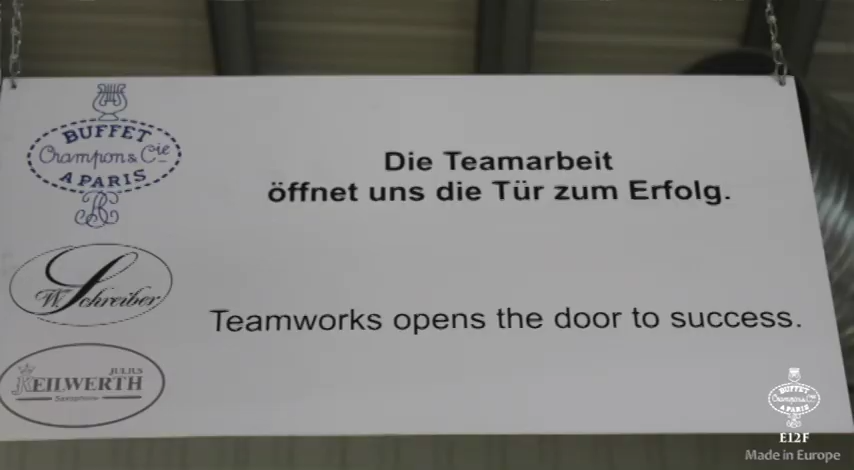 BUFFET
Crampon & Cie
A PARIS
Die Teamarbeit
öffnet uns die Tür zum Erfolg.
W. Schreiber
Teamworks opens the door to success.
JULIUS
KEILWERTH
Saxophone
BUFFET
Crampon & Cie
A PARIS
E12F
Made in Europe